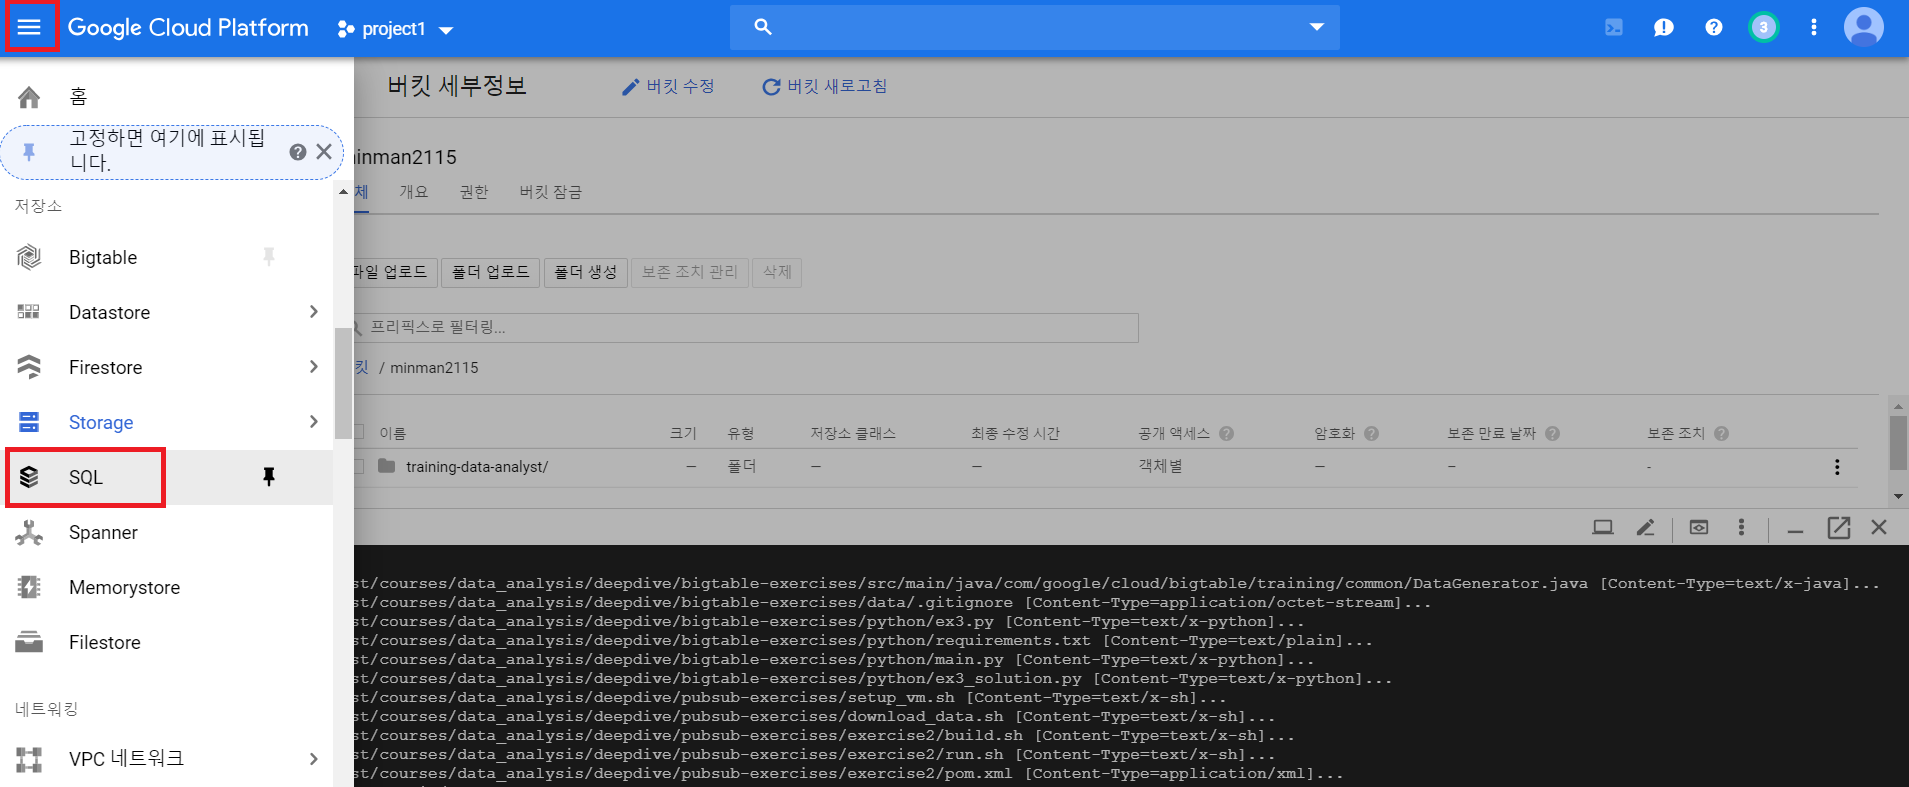 Google Cloud Platform
project1
3
홈
고정하면 여기에 표시됩
니다.
저장소
Bigtable
Datastore
Firestore
Storage
SQL
Spanner
Memorystore
Filestore
네트워킹
VPC 네트워크
버킷 세부정보
버킷 수정
버킷 새로고침
inman2115
체 개요 권한 버킷 잠금
파일 업로드 폴더 업로드 폴더 생성 보존 조치 관리 삭제
프리픽스로 필터링...
킷 / minman2115
이름 크기 유형 저장소 클래스 최종 수정 시간 공개 액세스 암호화 보존 만료 날짜 보존 조치
training-data-analyst/ — 폴더 — — 객체별 — – -
st/courses/data_analysis/deepdive/bigtable-exercises/src/main/java/com/google/cloud/bigtable/training/common/DataGenerator.java [Content-Type=text/x-java]...
st/courses/data_analysis/deepdive/bigtable-exercises/data/.gitignore [Content-Type=application/octet-stream]...
st/courses/data_analysis/deepdive/bigtable-exercises/python/ex3.py [Content-Type=text/x-python]...
st/courses/data_analysis/deepdive/bigtable-exercises/python/requirements.txt [Content-Type=text/plain]...
st/courses/data_analysis/deepdive/bigtable-exercises/python/main.py [Content-Type=text/x-python]...
st/courses/data_analysis/deepdive/bigtable-exercises/python/ex3_solution.py [Content-Type=text/x-python]...
st/courses/data_analysis/deepdive/pubsub-exercises/setup_vm.sh [Content-Type=text/x-sh]...
st/courses/data_analysis/deepdive/pubsub-exercises/download_data.sh [Content-Type=text/x-sh]...
st/courses/data_analysis/deepdive/pubsub-exercises/exercise2/build.sh [Content-Type=text/x-sh]...
st/courses/data_analysis/deepdive/pubsub-exercises/exercise2/run.sh [Content-Type=text/x-sh]...
st/courses/data_analysis/deepdive/pubsub-exercises/exercise2/pom.xml [Content-Type=application/xml]...